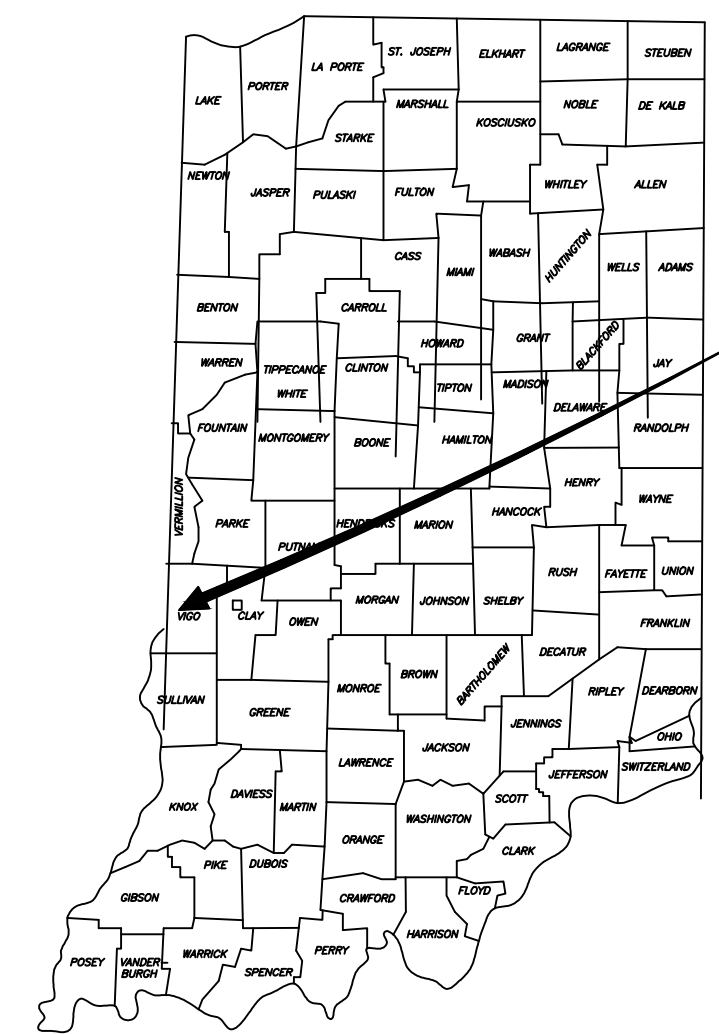 ST. JOSEPH
LAGRANGE
ELKHART
STEUBEN
LA PORTE
PORTER
LAKE
MARSHALL
NOBLE
DE KALB
KOSCIUSKO
STARKE
NEWTON
JASPER
PULASKI
FULTON
WHITLEY
ALLEN
CASS
WABASH
HUNTINGTON
MIAMI
WELLS
ADAMS
BENTON
CARROLL
HOWARD
GRANT
BLACKFORD
JAY
WARREN
TIPPECANOE
CLINTON
WHITE
TIPTON
MADISON
DELAWARE
FOUNTAIN
MONTGOMERY
BOONE
HAMILTON
RANDOLPH
VERMILLION
HENRY
WAYNE
PARKE
HENDRICKS
MARION
HANCOCK
PUTNAM
RUSH
FAYETTE
UNION
VIGO
CLAY
OWEN
MORGAN
JOHNSON
SHELBY
FRANKLIN
DECATUR
SULLIVAN
GREENE
MONROE
BROWN
BARTHOLOMEW
RIPLEY
DEARBORN
JENNINGS
OHIO
JACKSON
LAWRENCE
JEFFERSON
SWITZERLAND
KNOX
DAVIESS
MARTIN
SCOTT
WASHINGTON
ORANGE
CLARK
PIKE
DUBOIS
GIBSON
CRAWFORD
FLOYD
HARRISON
POSEY
VANDER-
BURGH
WARRICK
SPENCER
PERRY